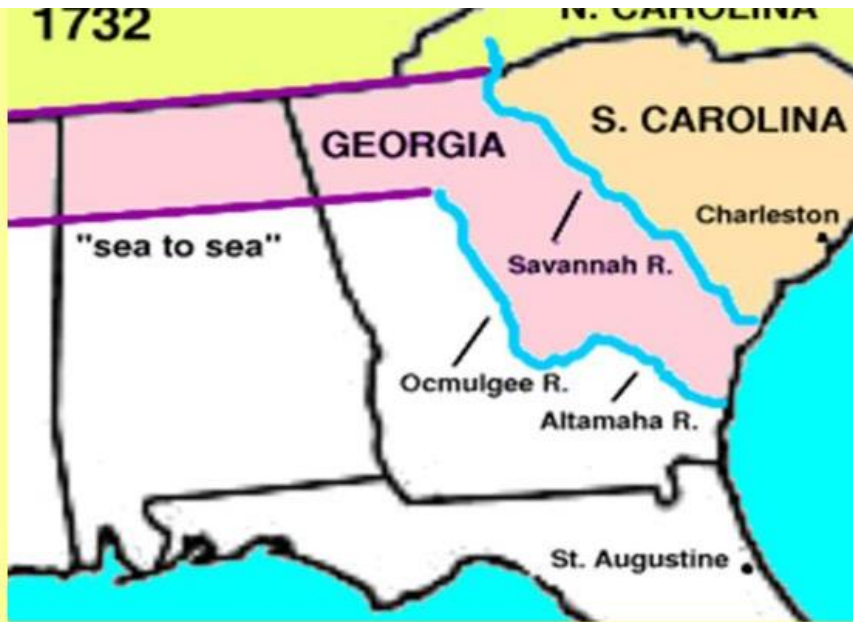 1732
N. CAROLINA
S. CAROLINA
GEORGIA
Charleston
"sea to sea"
Savannah R.
Ocmulgee R.
Altamaha R.
St. Augustine